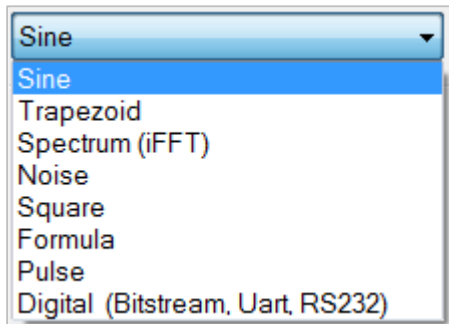 Sine
Sine
Trapezoid
Spectrum (iFFT)
Noise
Square
Formula
Pulse
Digital (Bitstream, Uart, RS232)